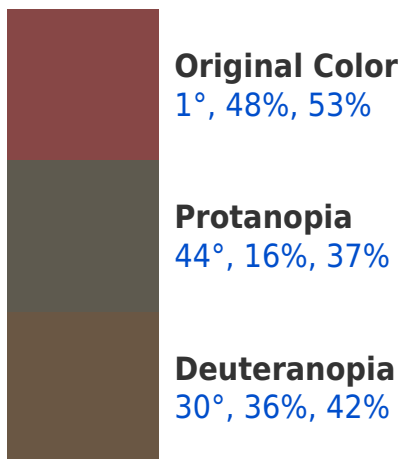 Original Color
1°, 48%, 53%
Protanopia
44°, 16%, 37%
Deuteranopia
30°, 36%, 42%